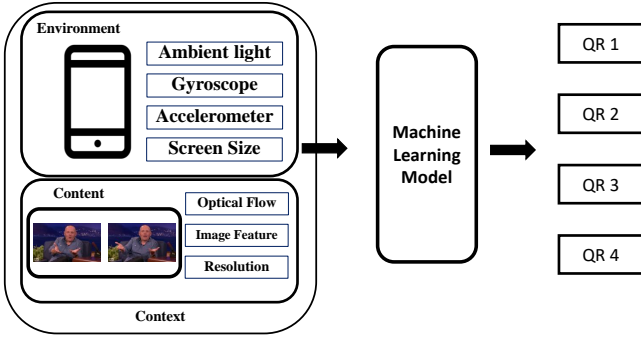 Environment
Ambient light
Gyroscope
Accelerometer
Screen Size
Content
Optical Flow
Image Feature
Resolution
Context
Machine
Learning
Model
QR 1
QR 2
QR 3
QR 4